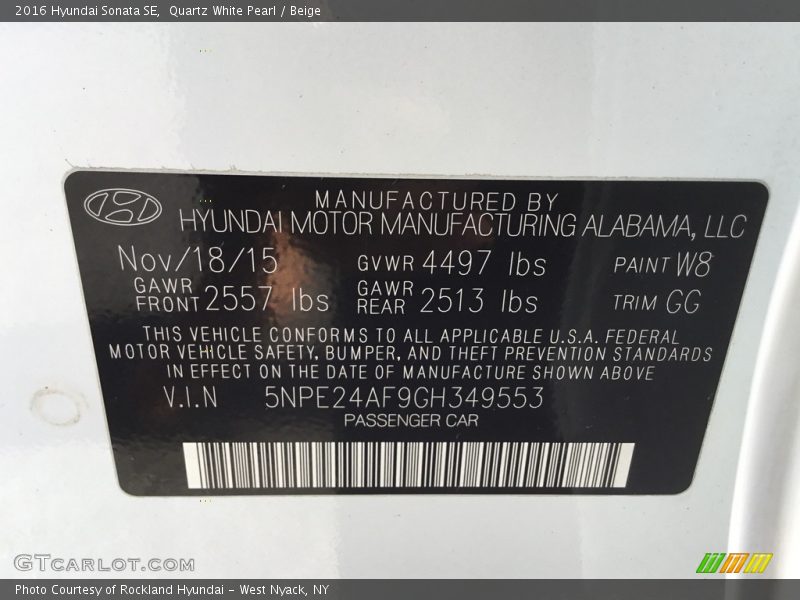 2016 Hyundai Sonata SE, Quartz White Pearl / Beige
MANUFACTURED BY
HYUNDAI MOTOR MANUFACTURING ALABAMA, LLC
Nov/18/15 GVWR 4497 lbs PAINT W8
GAWR FRONT 2557 lbs GAWR REAR 2513 lbs TRIM GG
THIS VEHICLE CONFORMS TO ALL APPLICABLE U.S.A. FEDERAL
MOTOR VEHICLE SAFETY, BUMPER, AND THEFT PREVENTION STANDARDS
IN EFFECT ON THE DATE OF MANUFACTURE SHOWN ABOVE
V.I.N 5NPE24AF9GH349553
PASSENGER CAR
GTCARLOT.COM
Photo Courtesy of Rockland Hyundai - West Nyack, NY